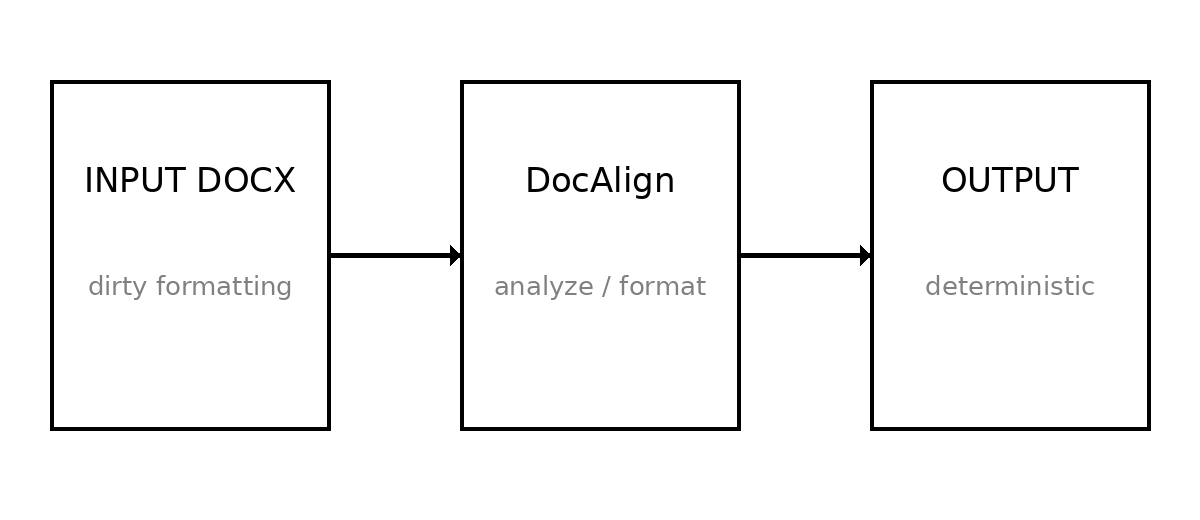 INPUT DOCX
dirty formatting
DocAlign
analyze / format
OUTPUT
deterministic